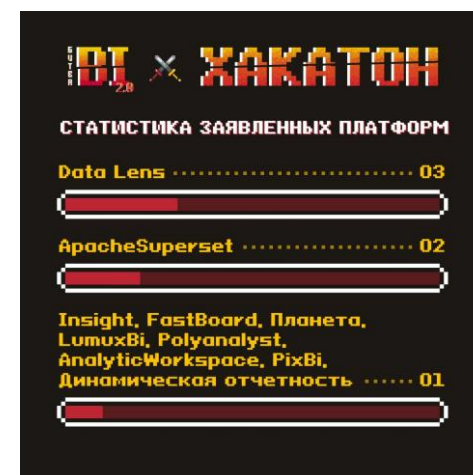 БИТВА
BI
2.0
ХАКАТОН
СТАТИСТИКА ЗАЯВЛЕННЫХ ПЛАТФОРМ
Data Lens ............................... 03
ApacheSuperset ...................... 02
Insight, FastBoard, Планета,
LumuxBi, Polyanalyst,
AnalyticWorkspace, PixBi,
Динамическая отчетность ...... 01